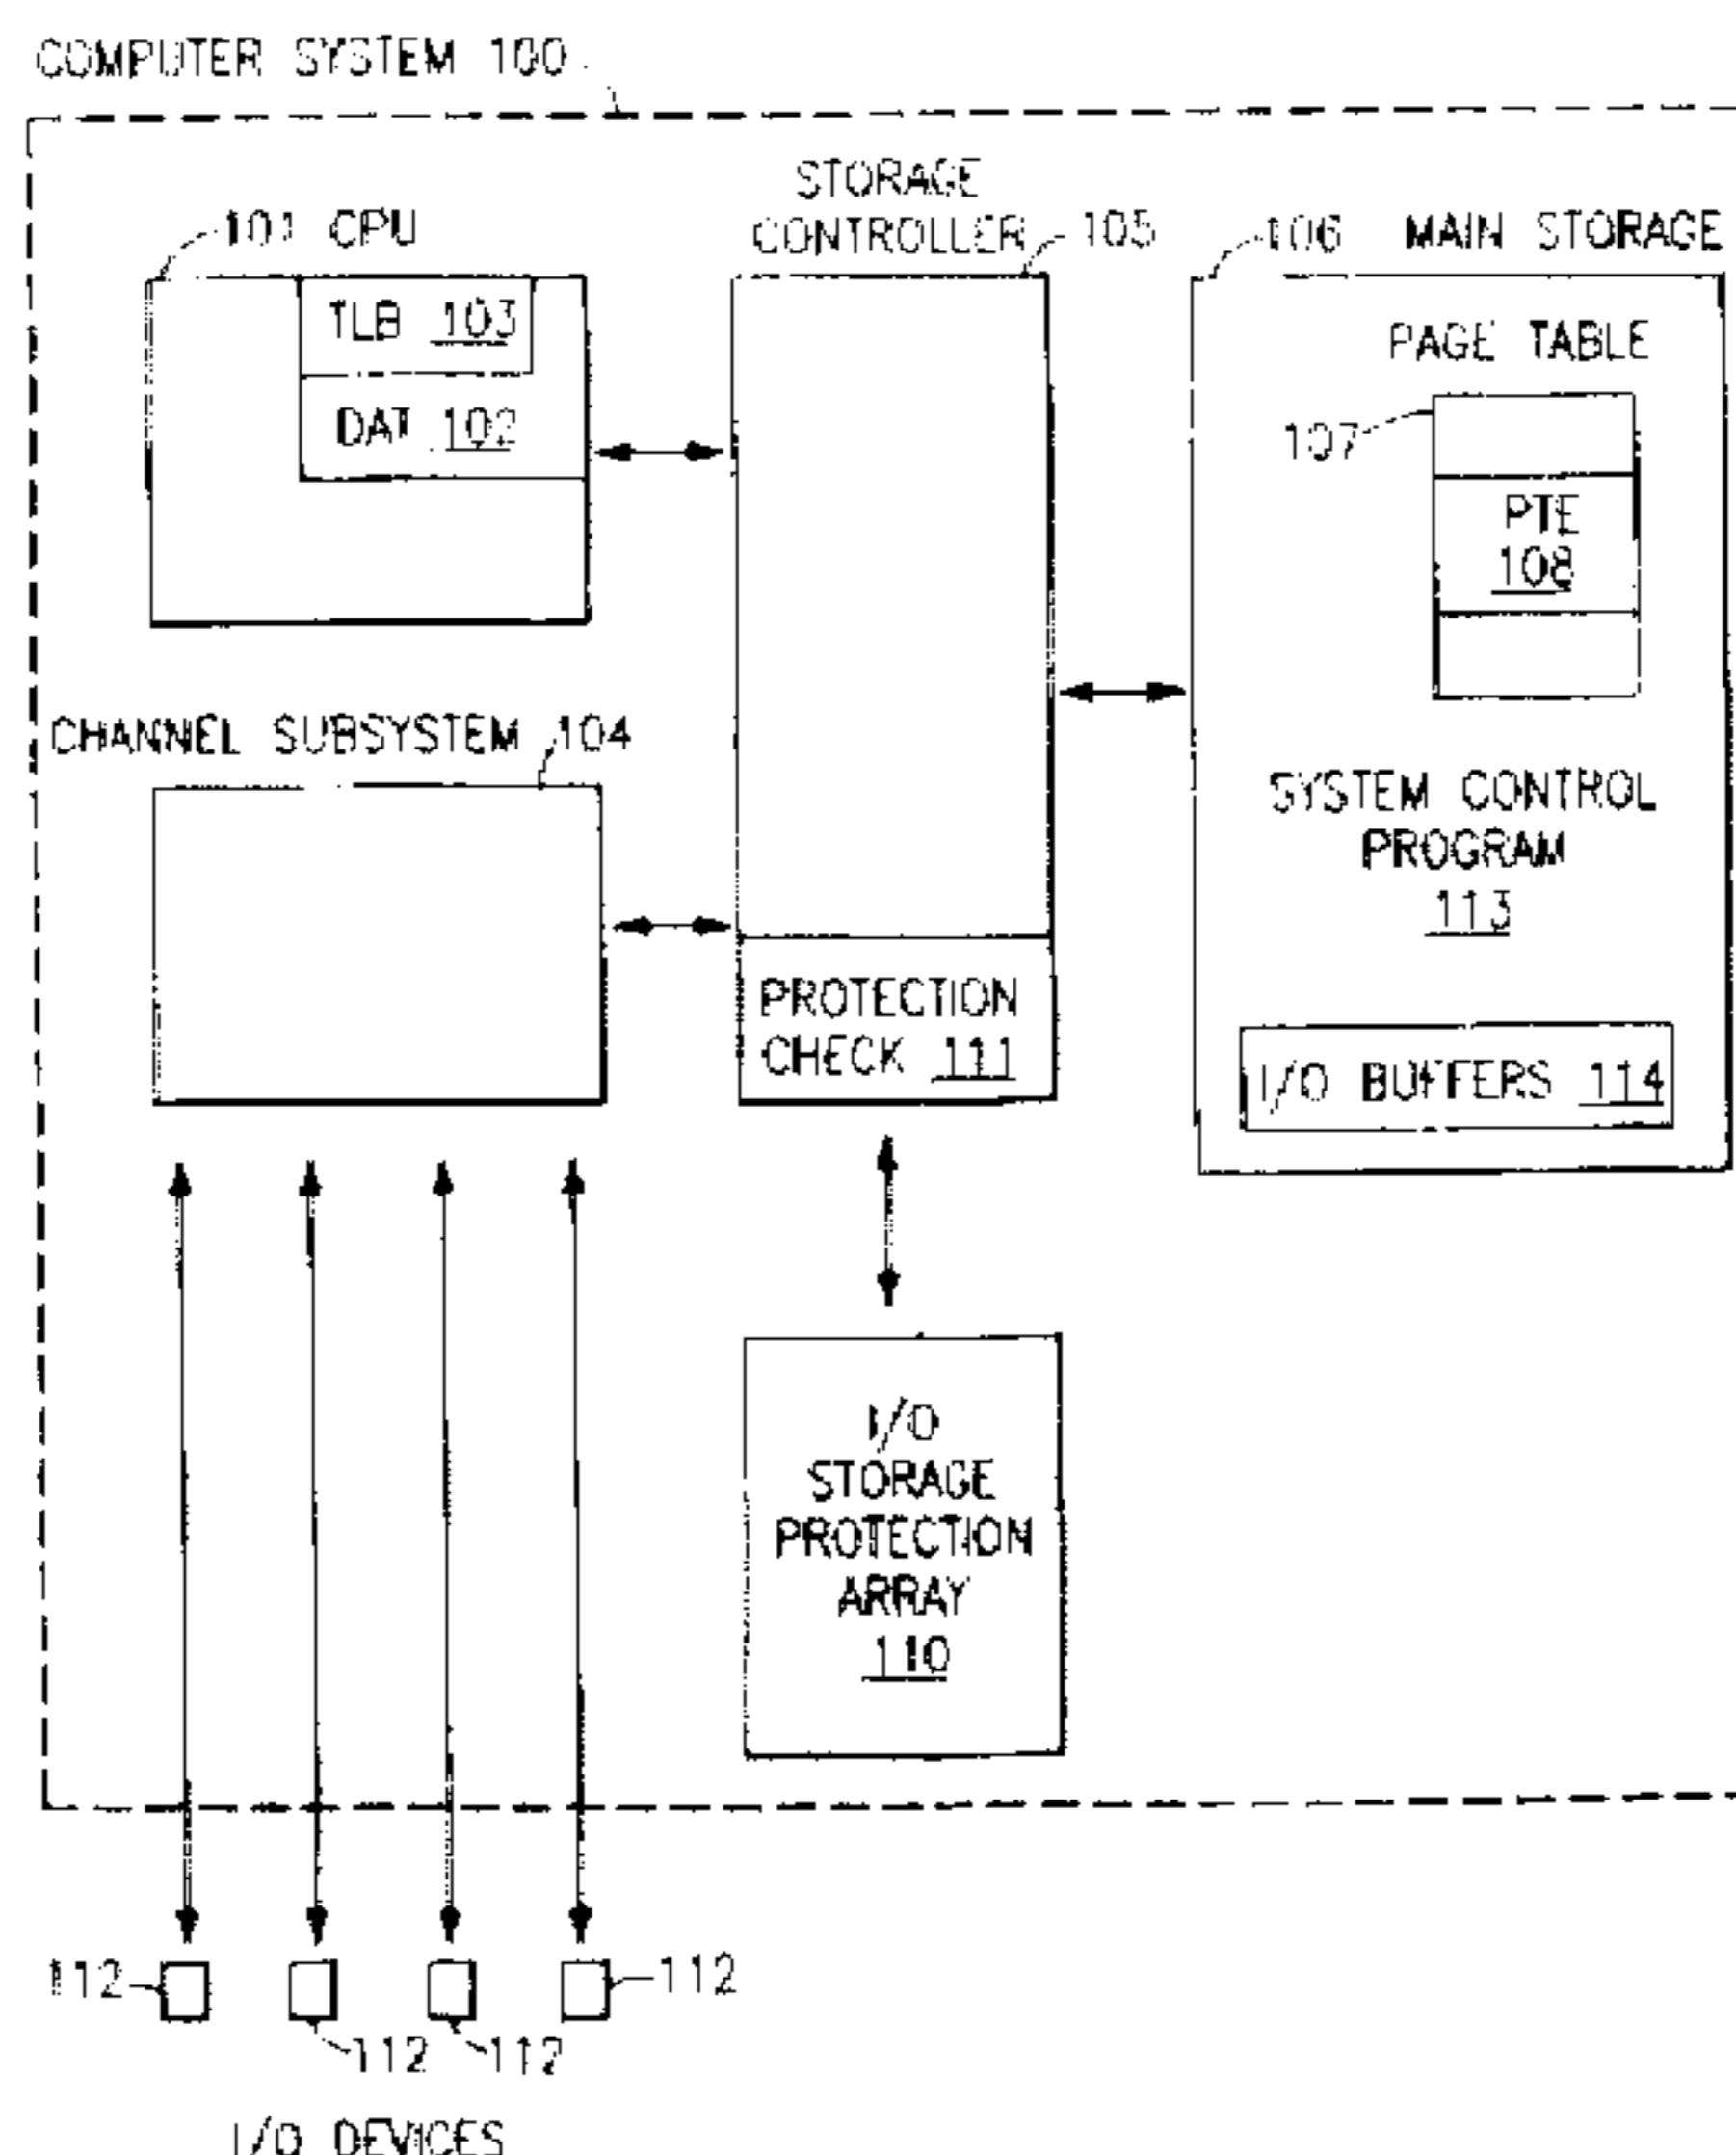 COMPUTER SYSTEM 100
STORAGE
CONTROLLER 105
101 CPU
106 MAIN STORAGE
TLB 103
DAT 102
PAGE TABLE
107
PTE
108
CHANNEL SUBSYSTEM 104
SYSTEM CONTROL
PROGRAM
113
PROTECTION
CHECK 111
I/O BUFFERS 114
I/O
STORAGE
PROTECTION
ARRAY
110
112
112
112
112
I/O DEVICES